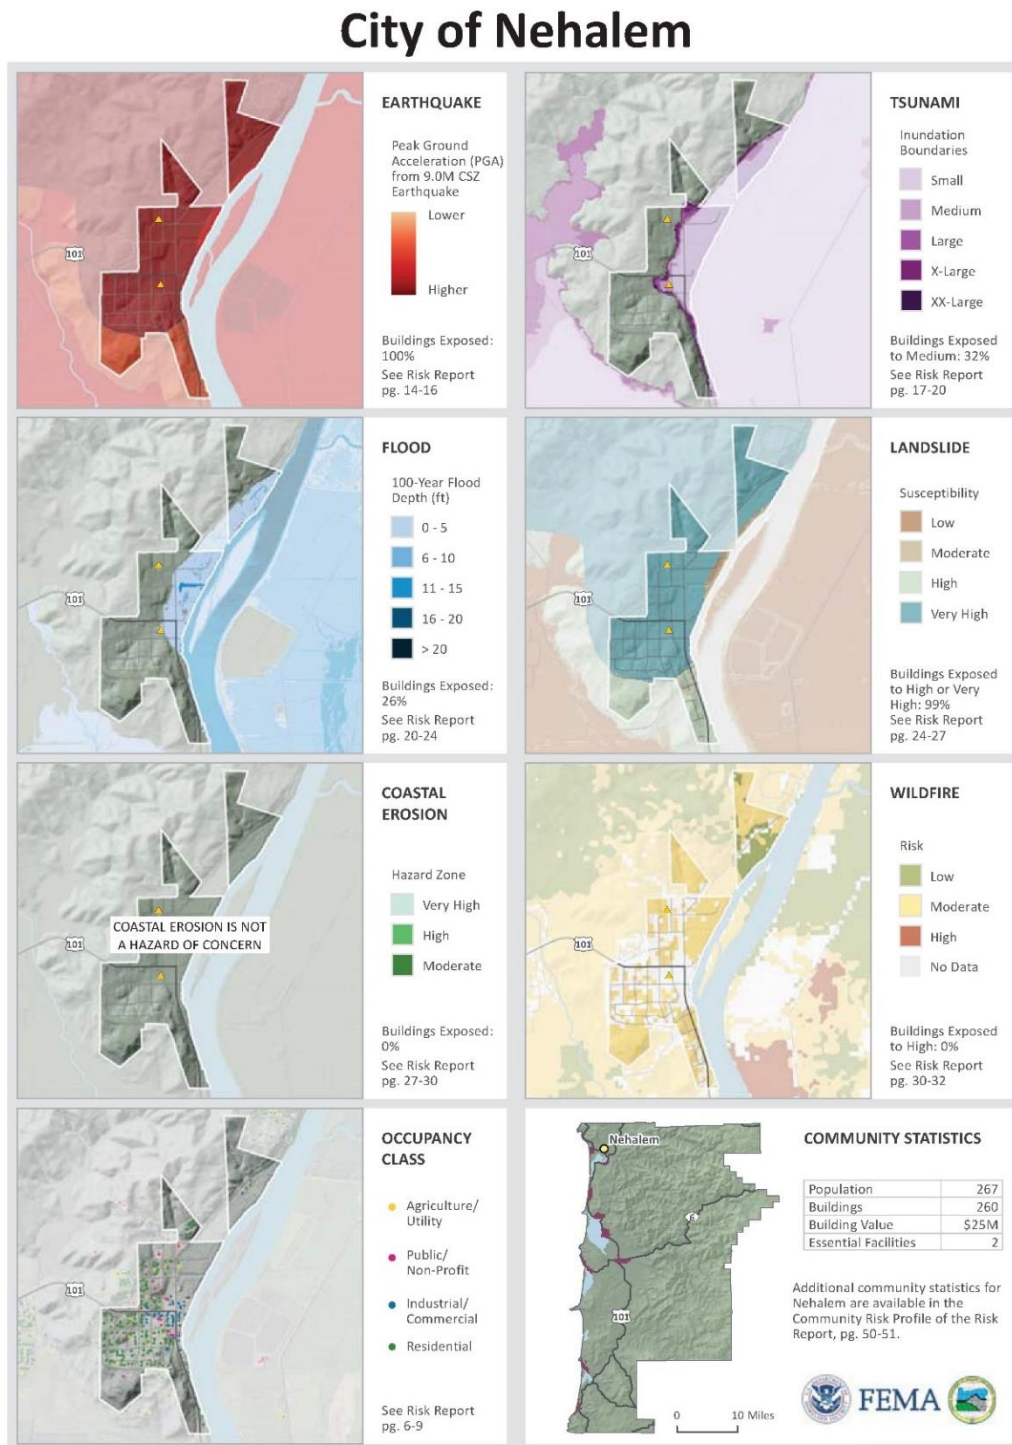 City of Nehalem
EARTHQUAKE
Peak Ground
Acceleration (PGA)
from 9.0M CSZ
Earthquake
Lower
Higher
Buildings Exposed:
100%
See Risk Report
pg. 14-16
101
TSUNAMI
Inundation
Boundaries
Small
Medium
Large
X-Large
XX-Large
Buildings Exposed
to Medium: 32%
See Risk Report
pg. 17-20
101
FLOOD
100-Year Flood
Depth (ft)
0 - 5
6 - 10
11 - 15
16 - 20
> 20
Buildings Exposed:
26%
See Risk Report
pg. 20-24
101
LANDSLIDE
Susceptibility
Low
Moderate
High
Very High
Buildings Exposed
to High or Very
High: 99%
See Risk Report
pg. 24-27
101
COASTAL
EROSION
Hazard Zone
Very High
High
Moderate
COASTAL EROSION IS NOT
A HAZARD OF CONCERN
101
Buildings Exposed:
0%
See Risk Report
pg. 27-30
WILDFIRE
Risk
Low
Moderate
High
No Data
Buildings Exposed
to High: 0%
See Risk Report
pg. 30-32
101
OCCUPANCY
CLASS
Agriculture/
Utility
Public/
Non-Profit
Industrial/
Commercial
Residential
See Risk Report
pg. 6-9
101
Nehalem
6
101
0 10 Miles
COMMUNITY STATISTICS
Population 267
Buildings 260
Building Value $25M
Essential Facilities 2
Additional community statistics for
Nehalem are available in the
Community Risk Profile of the Risk
Report, pg. 50-51.
FEMA